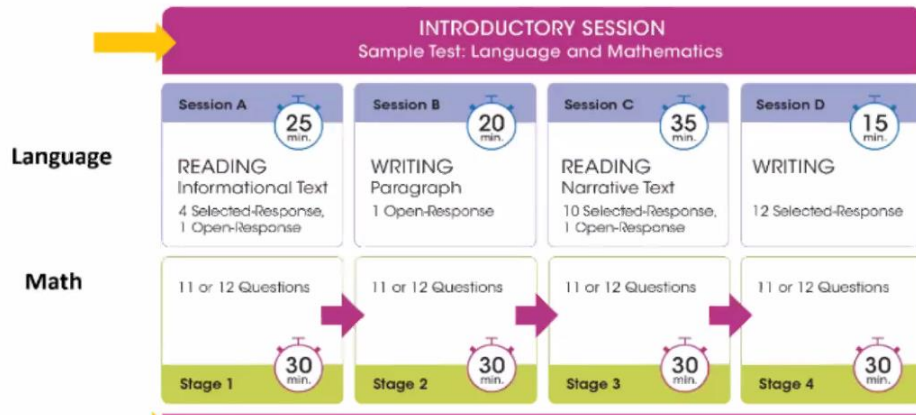 INTRODUCTORY SESSION
Sample Test: Language and Mathematics
Language
Session A
25
min.
READING
Informational Text
4 Selected-Response,
1 Open-Response
Session B
20
min.
WRITING
Paragraph
1 Open-Response
Session C
35
min.
READING
Narrative Text
10 Selected-Response,
1 Open-Response
Session D
15
min.
WRITING
12 Selected-Response
Math
11 or 12 Questions
30
min.
Stage 1
11 or 12 Questions
30
min.
Stage 2
11 or 12 Questions
30
min.
Stage 3
11 or 12 Questions
30
min.
Stage 4